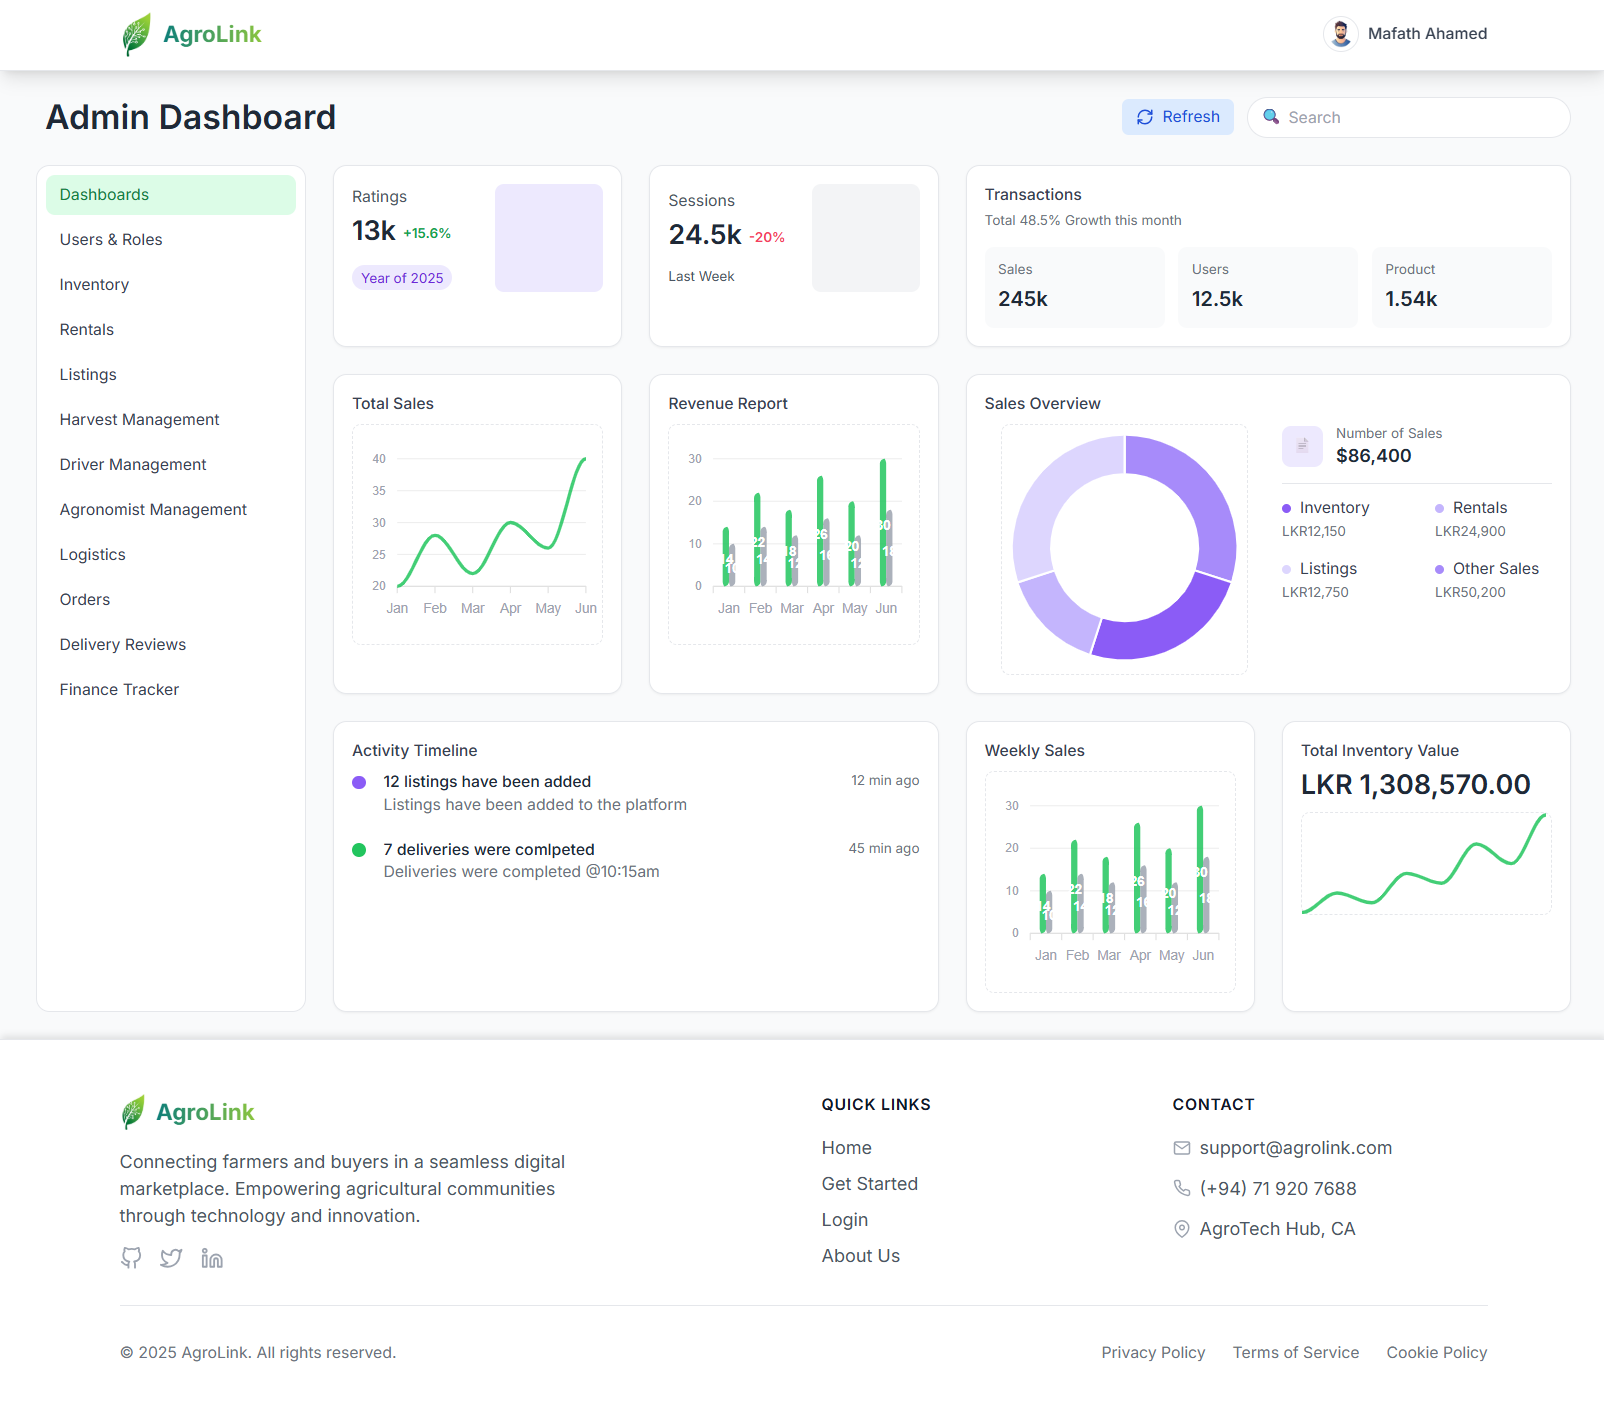 AgroLink
Mafath Ahamed
Admin Dashboard
Refresh
Search
Dashboards
Users & Roles
Inventory
Rentals
Listings
Harvest Management
Driver Management
Agronomist Management
Logistics
Orders
Delivery Reviews
Finance Tracker
Ratings
13k +15.6%
Year of 2025
Sessions
24.5k -20%
Last Week
Transactions
Total 48.5% Growth this month
Sales
245k
Users
12.5k
Product
1.54k
Total Sales
40
35
30
25
20
Jan Feb Mar Apr May Jun
Revenue Report
30
20
10
0
22 18 26 20 30
Jan Feb Mar Apr May Jun
Sales Overview
Number of Sales
$86,400
Inventory
LKR12,150
Rentals
LKR24,900
Listings
LKR12,750
Other Sales
LKR50,200
Activity Timeline
12 listings have been added
12 min ago
Listings have been added to the platform
7 deliveries were comlpeted
45 min ago
Deliveries were completed @10:15am
Weekly Sales
30
20
10
0
22 18 26 20 30
Jan Feb Mar Apr May Jun
Total Inventory Value
LKR 1,308,570.00
AgroLink
Connecting farmers and buyers in a seamless digital
marketplace. Empowering agricultural communities
through technology and innovation.
QUICK LINKS
Home
Get Started
Login
About Us
CONTACT
support@agrolink.com
(+94) 71 920 7688
AgroTech Hub, CA
© 2025 AgroLink. All rights reserved.
Privacy Policy Terms of Service Cookie Policy